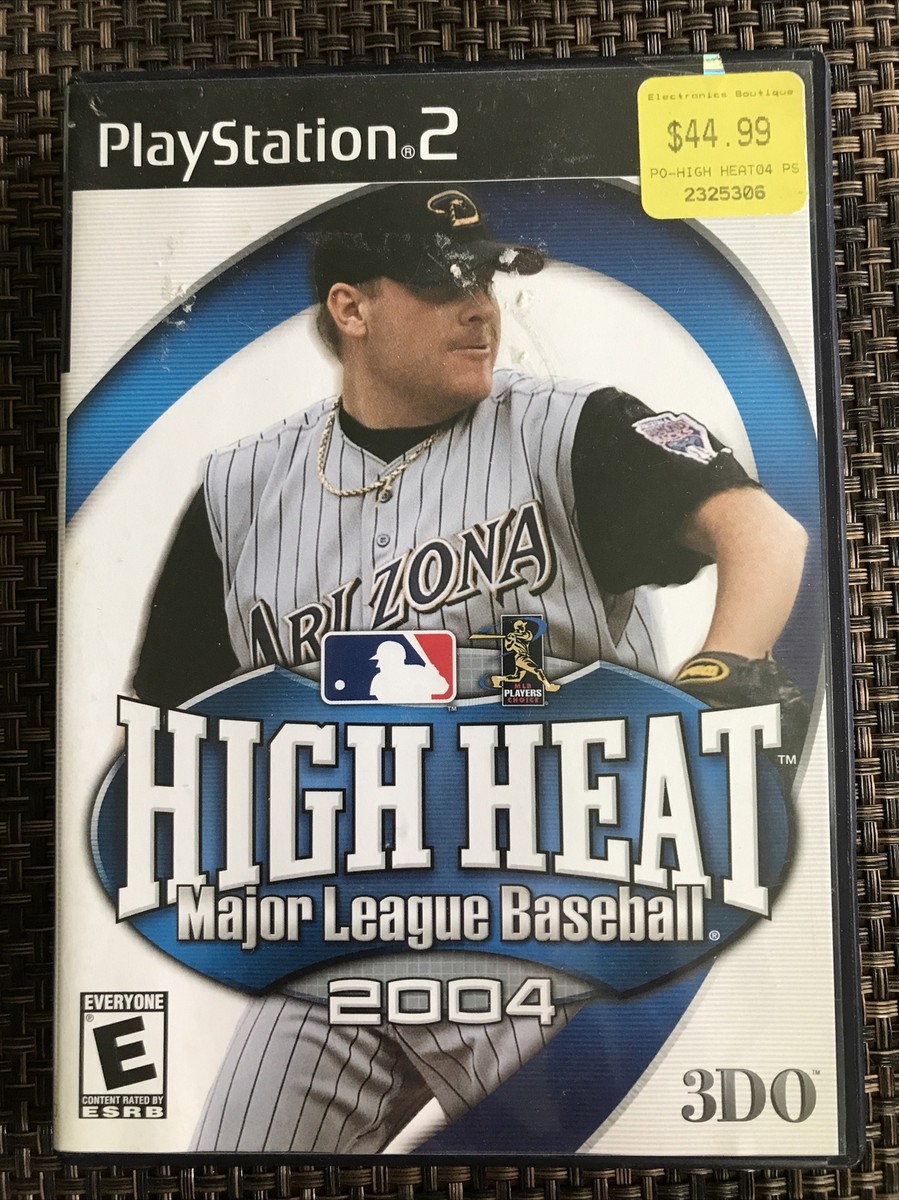 PlayStation®2
Electronics Boutique
$44.99
PO-HIGH HEAT04 PS
2325306
ARIZONA
MLB
PLAYERS
CHOICE
HIGH HEAT™
Major League Baseball®
2004
EVERYONE
E
CONTENT RATED BY
ESRB
3DO™